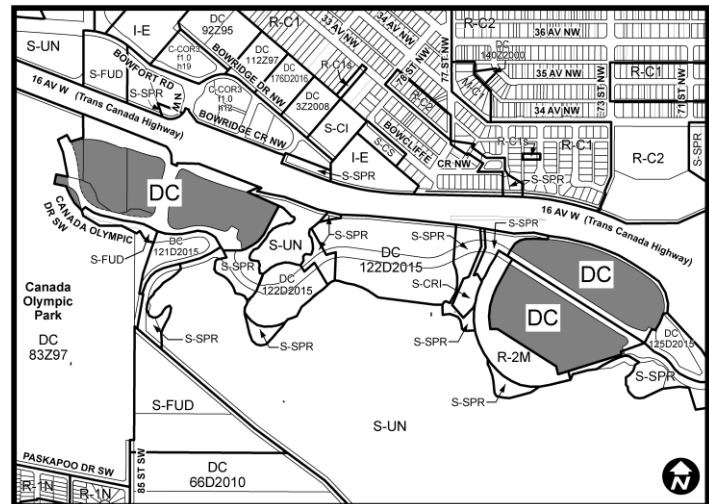 DC
92Z95
R-C1
33 AV NW
34 AV NW
77 ST NW
R-C2
36 AV NW
DC
140Z2000
35 AV NW
R-C1
71 ST NW
I-E
S-UN
C-COR3
f1.0
h19
DC
112Z97
DC
176D2016
R-C1s
78 ST NW
M-C1
34 AV NW
73 ST NW
BOWFORT RD NW
BOWRIDGE DR NW
S-FUD
S-SPR
C-COR3
f1.0
h12
DC
3Z2008
R-C2
16 AV W (Trans Canada Highway)
BOWRIDGE CR NW
S-CI
BOWCLIFFE
CR NW
R-C1s
R-C1
R-C2
S-SPR
I-E
S-CS
S-SPR
S-SPR
DC
16 AV W (Trans Canada Highway)
CANADA OLYMPIC
DR SW
S-FUD
DC
121D2015
S-UN
S-SPR
S-SPR
S-SPR
DC
122D2015
DC
122D2015
S-SPR
S-CRI
DC
DC
DC
125D2015
Canada
Olympic
Park
DC
83Z97
S-SPR
S-SPR
S-SPR
R-2M
S-SPR
S-SPR
S-FUD
S-UN
PASKAPOO DR SW
85 ST SW
DC
66D2010
R-1N
R-1N
N